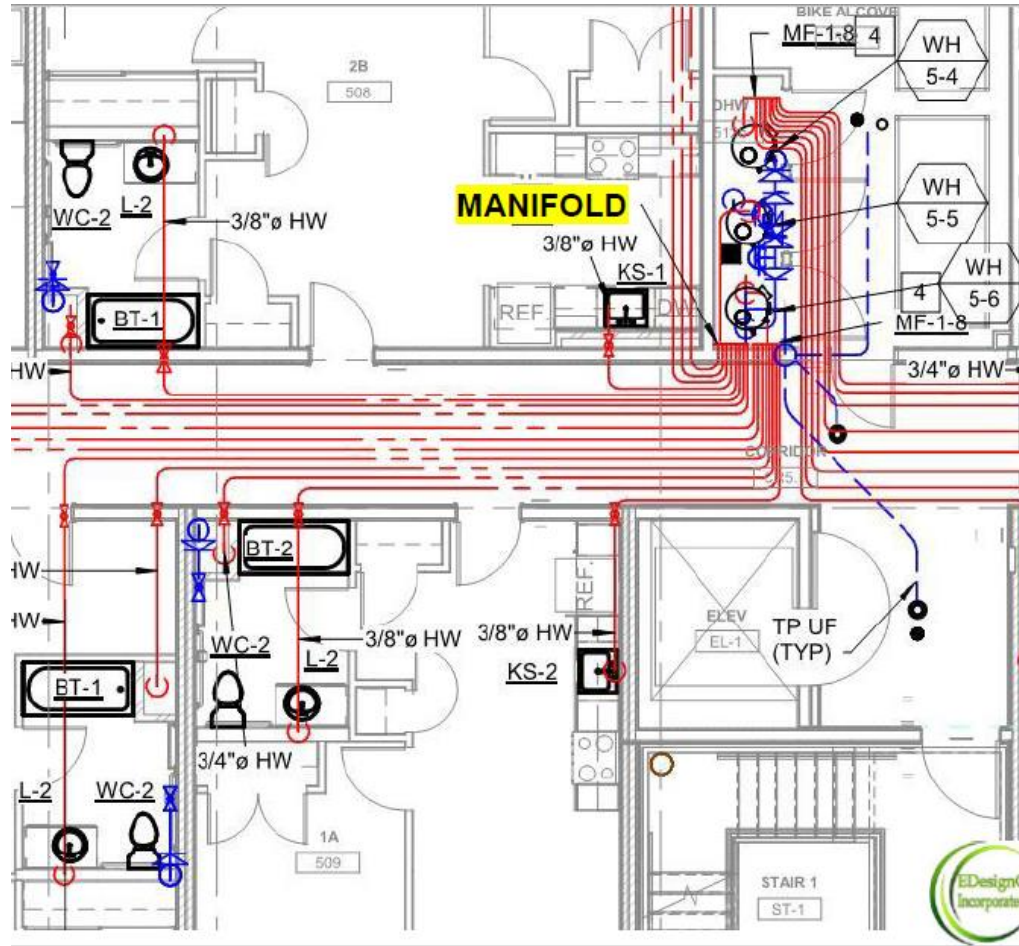 BIKE ALCOVE
MF-1-8
4
WH
5-4
2B
508
DHW
WC-2
L-2
3/8"ø HW
MANIFOLD
WH
5-5
3/8"ø HW
KS-1
WH
5-6
4
BT-1
REF.
DW
MF-1-8
HW
3/4"ø HW
CORRIDOR
BT-2
REF.
HW
HW
WC-2
3/8"ø HW
L-2
3/8"ø HW
KS-2
ELEV
EL-1
TP UF
(TYP)
BT-1
3/4"ø HW
L-2
WC-2
1A
509
STAIR 1
ST-1
EDesignC
Incorporate